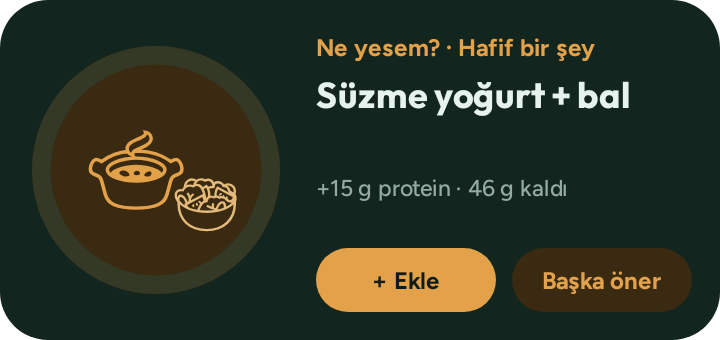 Ne yesem? · Hafif bir şey
Süzme yoğurt + bal
+15 g protein · 46 g kaldı
+ Ekle
Başka öner